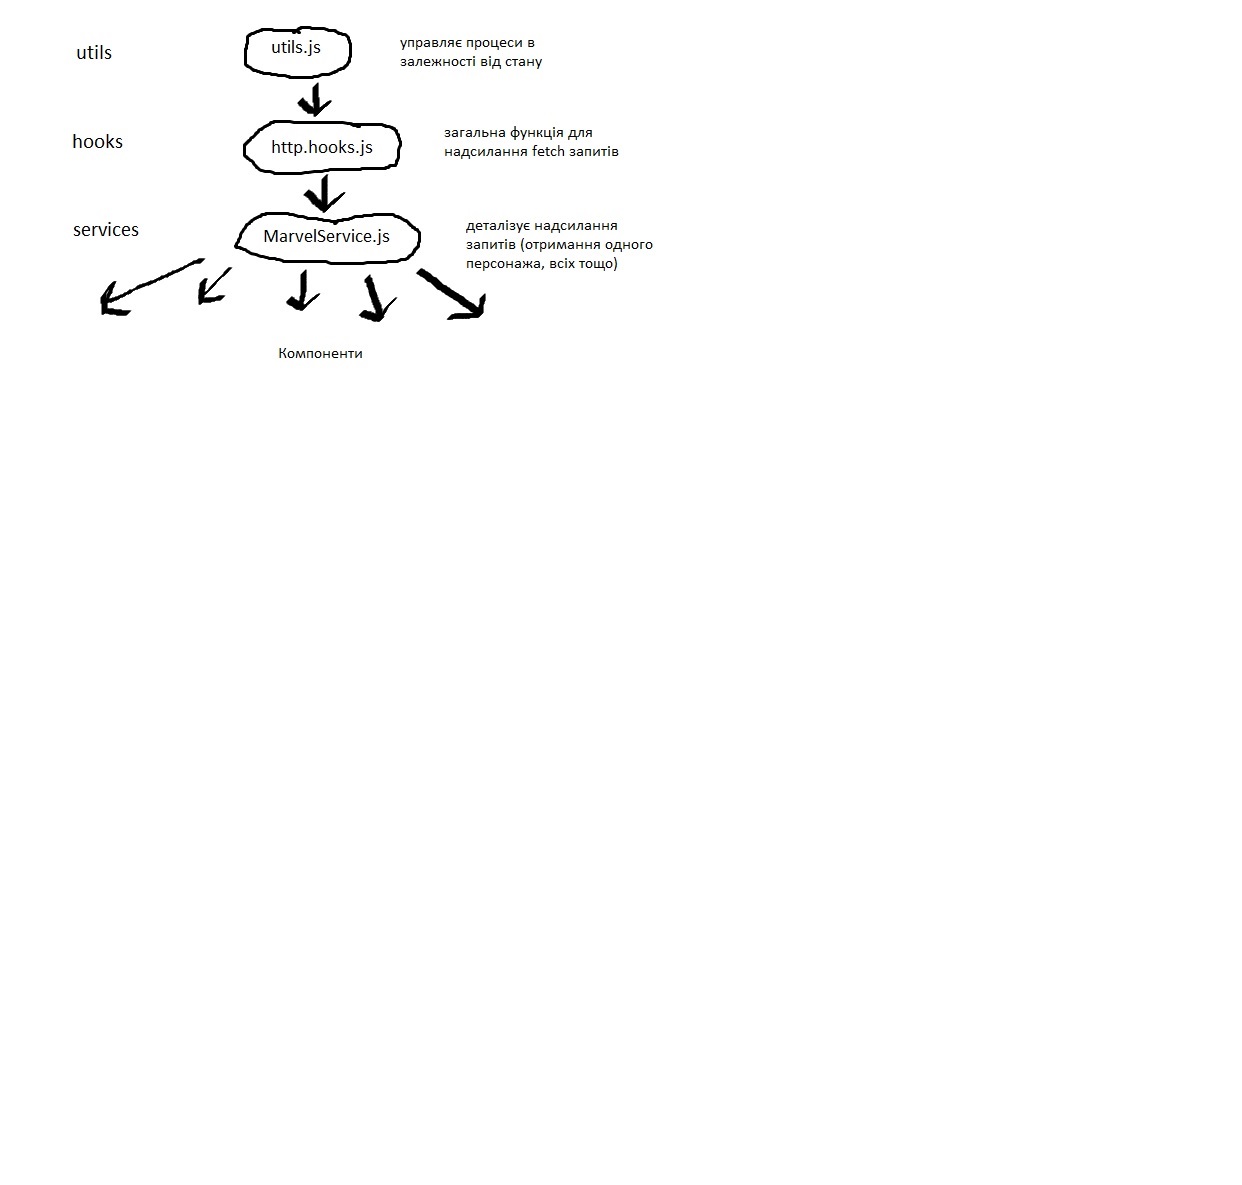 utils
utils.js
управляє процеси в
залежності від стану
hooks
http.hooks.js
загальна функція для
надсилання fetch запитів
services
MarvelService.js
деталізує надсилання
запитів (отримання одного
персонажа, всіх тощо)
Компоненти